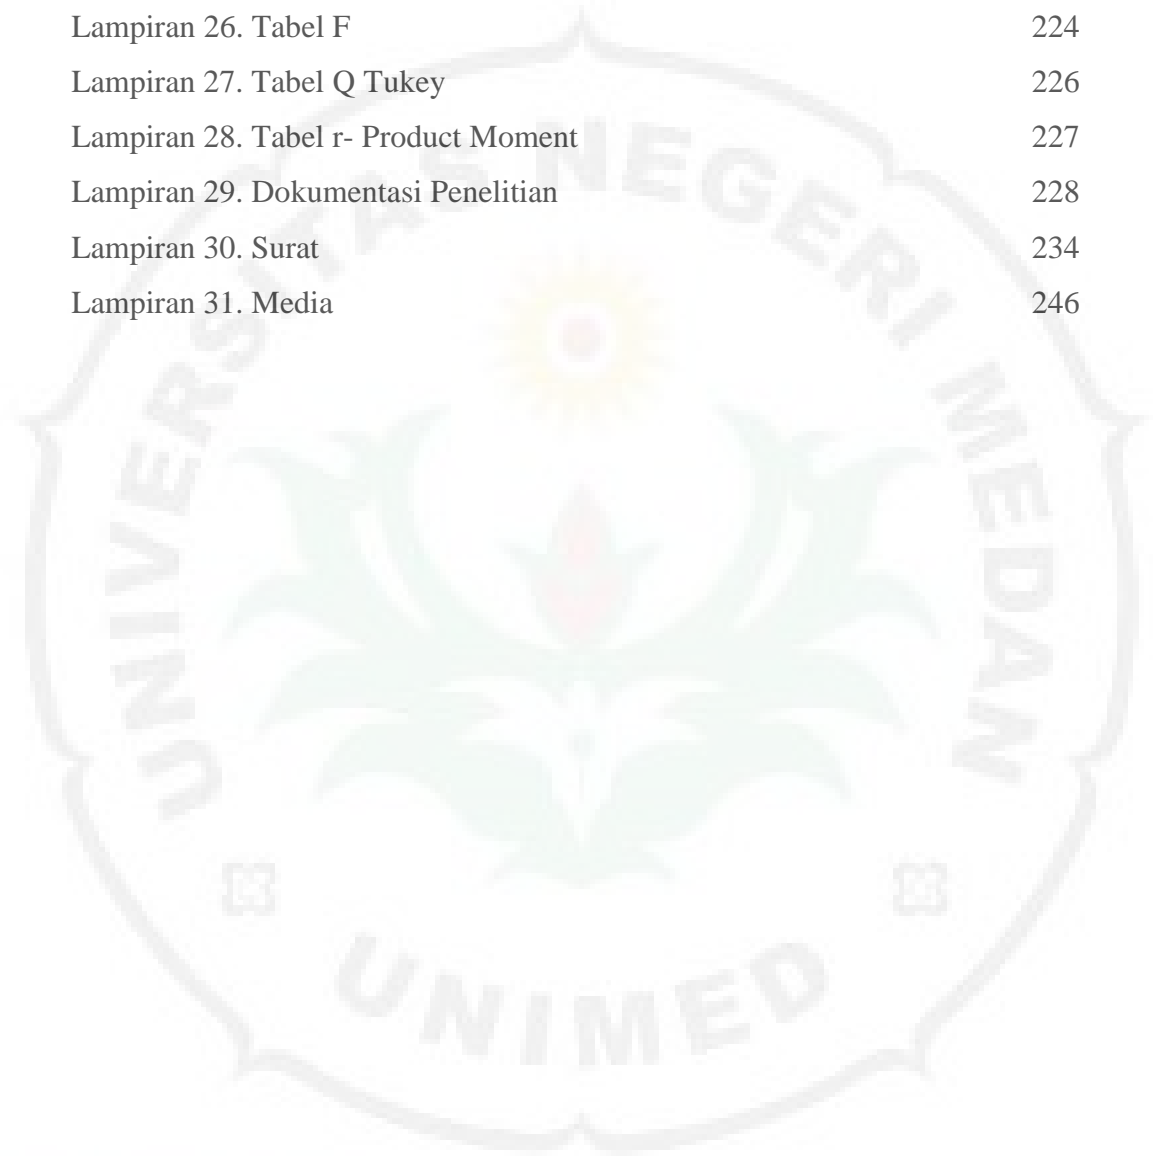 Lampiran 26. Tabel F 224
Lampiran 27. Tabel Q Tukey 226
Lampiran 28. Tabel r- Product Moment 227
Lampiran 29. Dokumentasi Penelitian 228
Lampiran 30. Surat 234
Lampiran 31. Media 246
UNIVERSITAS NEGERI MEDAN
UNIMED